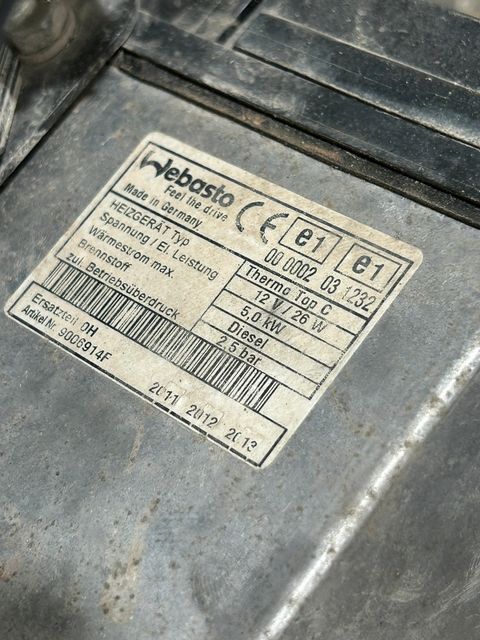 Webasto
Feel the drive
Made in Germany
CE e1 e1
00 0002 03 1232
HEIZGERÄT Typ Thermo Top C
Spannung / El. Leistung 12 V / 26 W
Wärmestrom max. 5.0 kW
Brennstoff Diesel
zul. Betriebsüberdruck 2.5 bar
Ersatzteil OH
Artikel Nr. 9006914F
2011 2012 2013